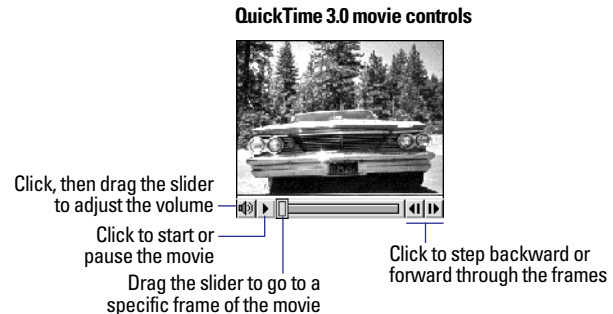 QuickTime 3.0 movie controls
Click, then drag the slider
to adjust the volume
Click to start or
pause the movie
Drag the slider to go to a
specific frame of the movie
Click to step backward or
forward through the frames